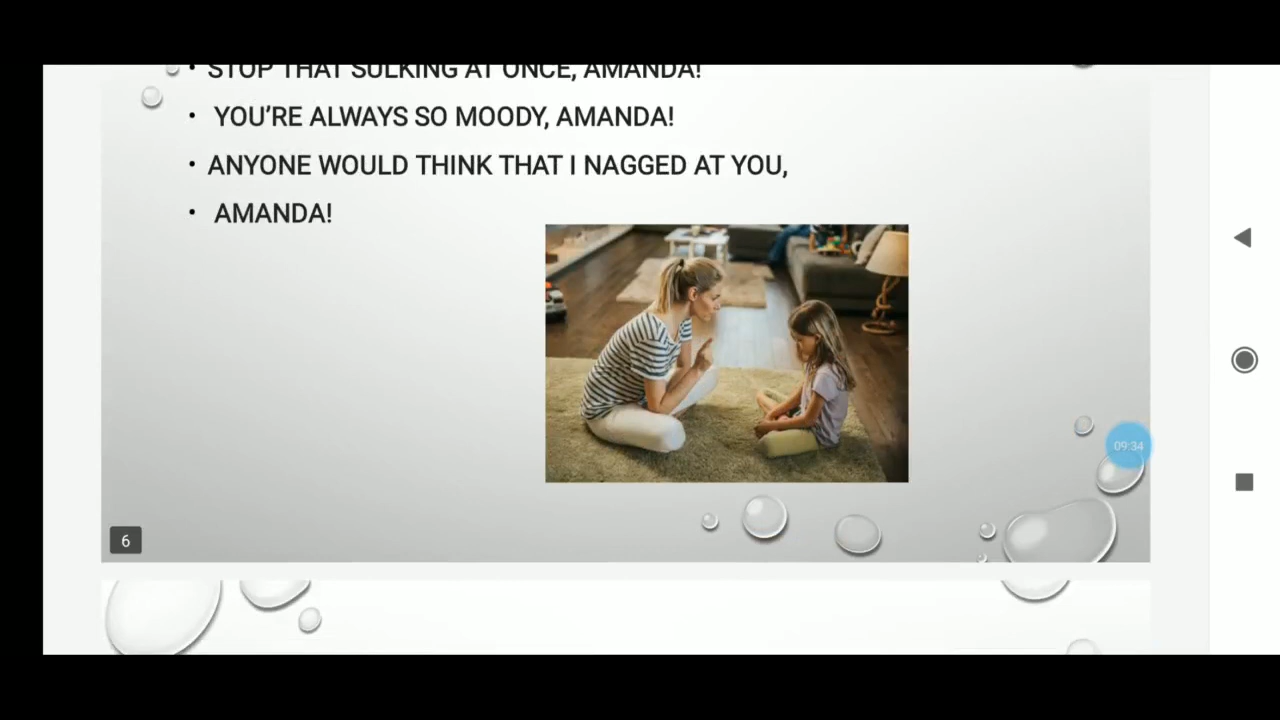 • STOP THAT SULKING AT ONCE, AMANDA!
• YOU'RE ALWAYS SO MOODY, AMANDA!
• ANYONE WOULD THINK THAT I NAGGED AT YOU,
• AMANDA!
09:34
6